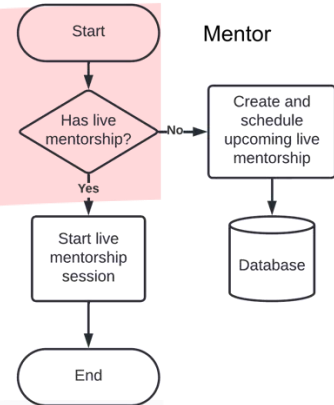 Mentor
Start
Has live
mentorship?
No
Create and
schedule
upcoming live
mentorship
Yes
Start live
mentorship
session
Database
End